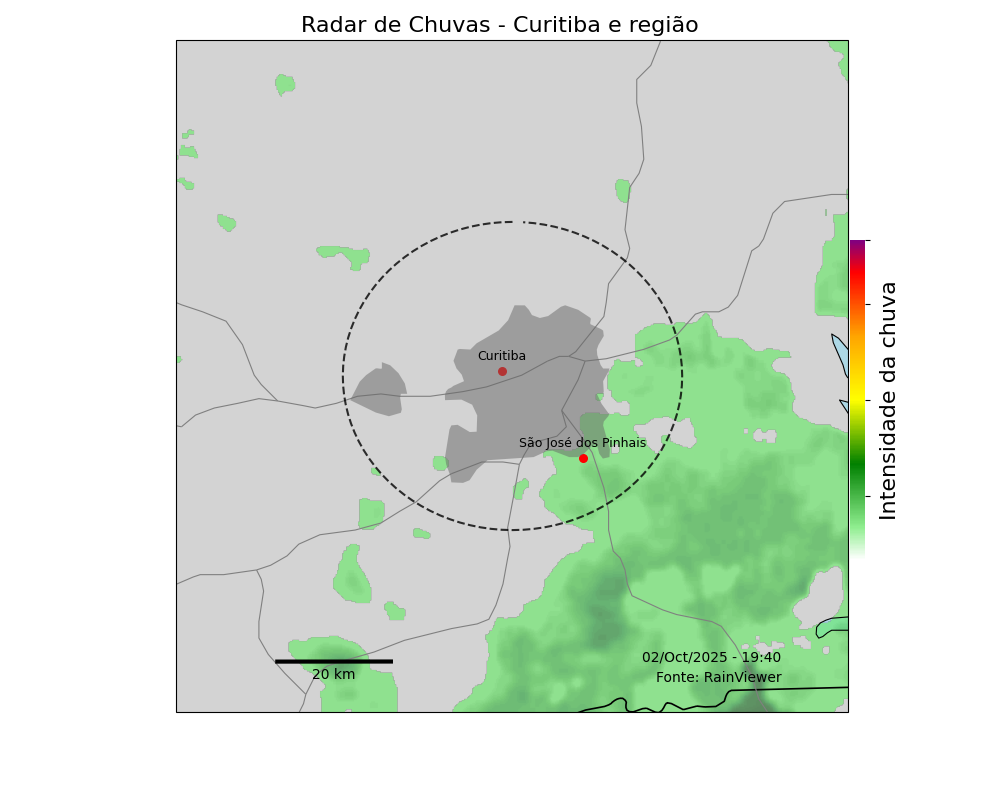 Radar de Chuvas - Curitiba e região
Curitiba
São José dos Pinhais
Intensidade da chuva
02/Oct/2025 - 19:40
Fonte: RainViewer
20 km